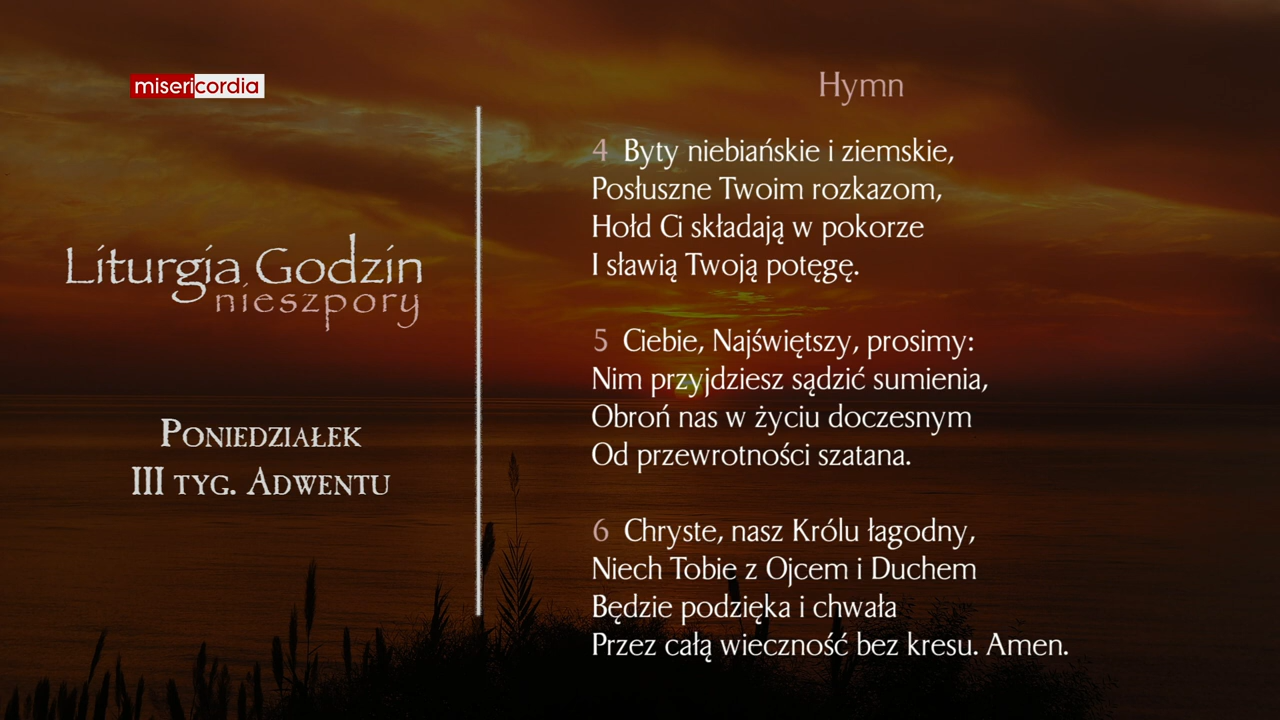 misericordia
Liturgia Godzin
nieszpory
Poniedziałek
III tyg. Adwentu
Hymn
4 Byty niebiańskie i ziemskie,
Posłuszne Twoim rozkazom,
Hołd Ci składają w pokorze
I sławią Twoją potęgę.
5 Ciebie, Najświętszy, prosimy:
Nim przyjdziesz sądzić sumienia,
Obroń nas w życiu doczesnym
Od przewrotności szatana.
6 Chryste, nasz Królu łagodny,
Niech Tobie z Ojcem i Duchem
Będzie podzięka i chwała
Przez całą wieczność bez kresu. Amen.